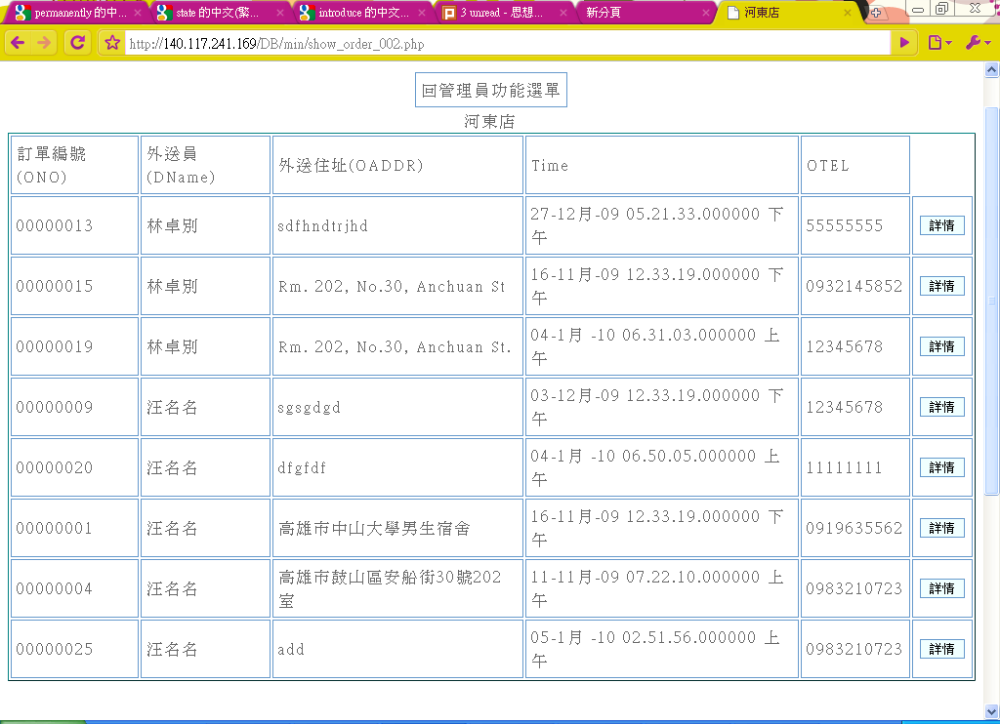 permanently 的中...
state 的中文(繁...
introduce 的中文...
3 unread - 思想...
新分頁
河東店
http://140.117.241.169/DB/min/show_order_002.php
回管理員功能選單
河東店
訂單編號
(ONO)
外送員
(DName)
外送住址(OADDR)
Time
OTEL
00000013
林卓別
sdfhndtrjhd
27-12月-09 05.21.33.000000 下
午
55555555
詳情
00000015
林卓別
Rm. 202, No.30, Anchuan St
16-11月-09 12.33.19.000000 下
午
0932145852
詳情
00000019
林卓別
Rm. 202, No.30, Anchuan St.
04-1月 -10 06.31.03.000000 上
午
12345678
詳情
00000009
汪名名
sgsgdgd
03-12月-09 12.33.19.000000 下
午
12345678
詳情
00000020
汪名名
dfgfdf
04-1月 -10 06.50.05.000000 上
午
11111111
詳情
00000001
汪名名
高雄市中山大學男生宿舍
16-11月-09 12.33.19.000000 下
午
0919635562
詳情
00000004
汪名名
高雄市鼓山區安船街30號202
室
11-11月-09 07.22.10.000000 上
午
0983210723
詳情
00000025
汪名名
add
05-1月 -10 02.51.56.000000 上
午
0983210723
詳情